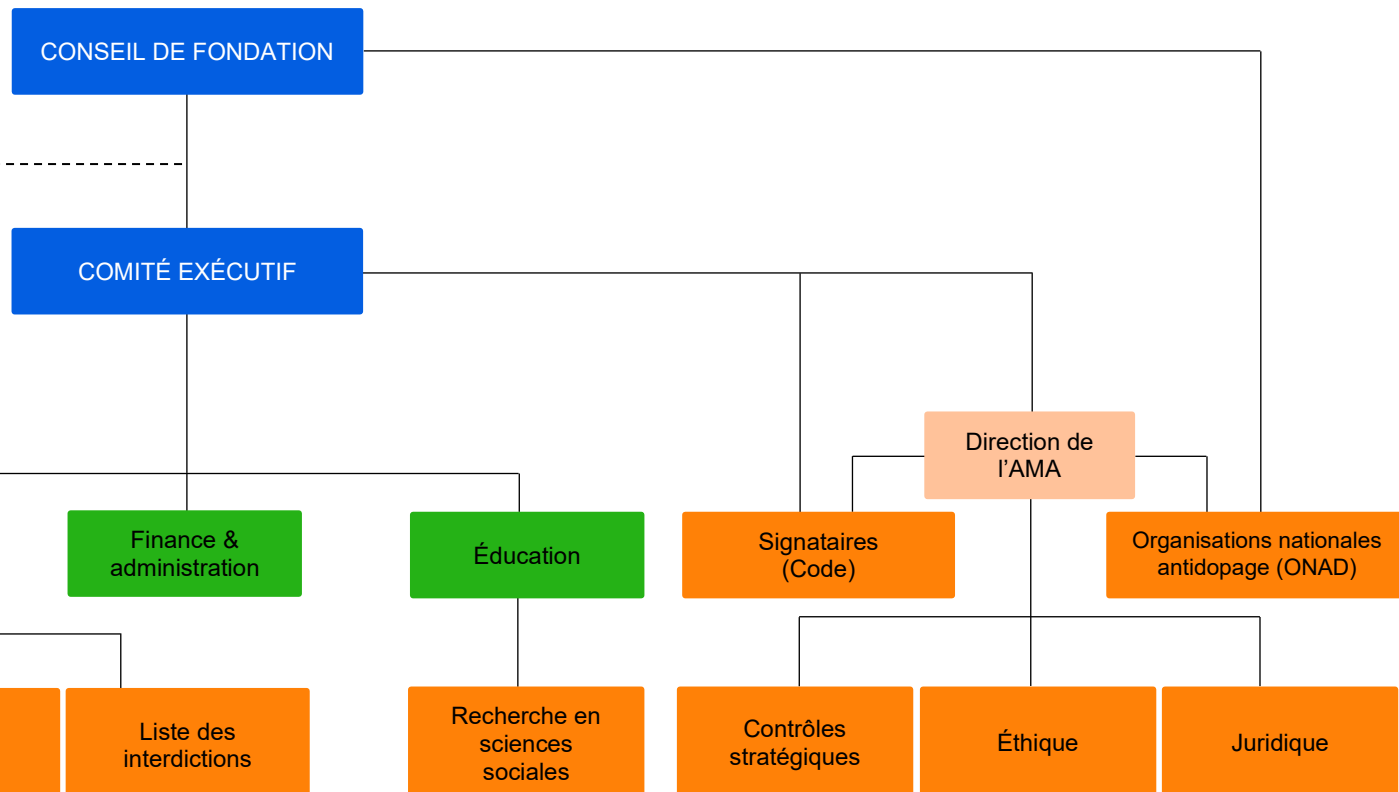 CONSEIL DE FONDATION
COMITÉ EXÉCUTIF
Direction de
l’AMA
Finance &
administration
Éducation
Signataires
(Code)
Organisations nationales
antidopage (ONAD)
Liste des
interdictions
Recherche en
sciences
sociales
Contrôles
stratégiques
Éthique
Juridique